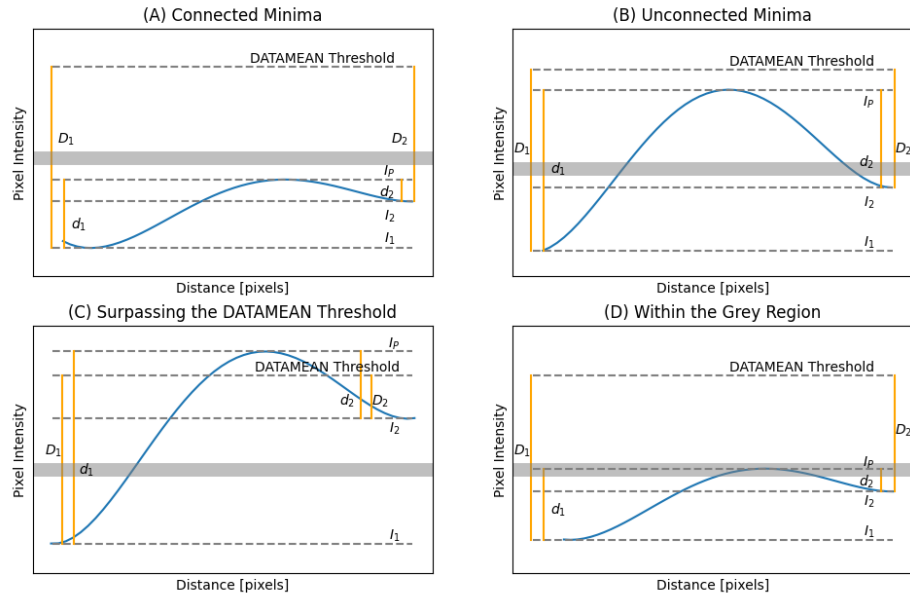 (A) Connected Minima
DATAMEAN Threshold
D1
D2
IP
d2
d1
I2
I1
Pixel Intensity
Distance [pixels]
(B) Unconnected Minima
DATAMEAN Threshold
IP
D1
d1
d2
D2
I2
I1
Pixel Intensity
Distance [pixels]
(C) Surpassing the DATAMEAN Threshold
IP
DATAMEAN Threshold
d2
D2
I2
D1
d1
I1
Pixel Intensity
Distance [pixels]
(D) Within the Grey Region
DATAMEAN Threshold
D2
D1
IP
d2
I2
d1
I1
Pixel Intensity
Distance [pixels]